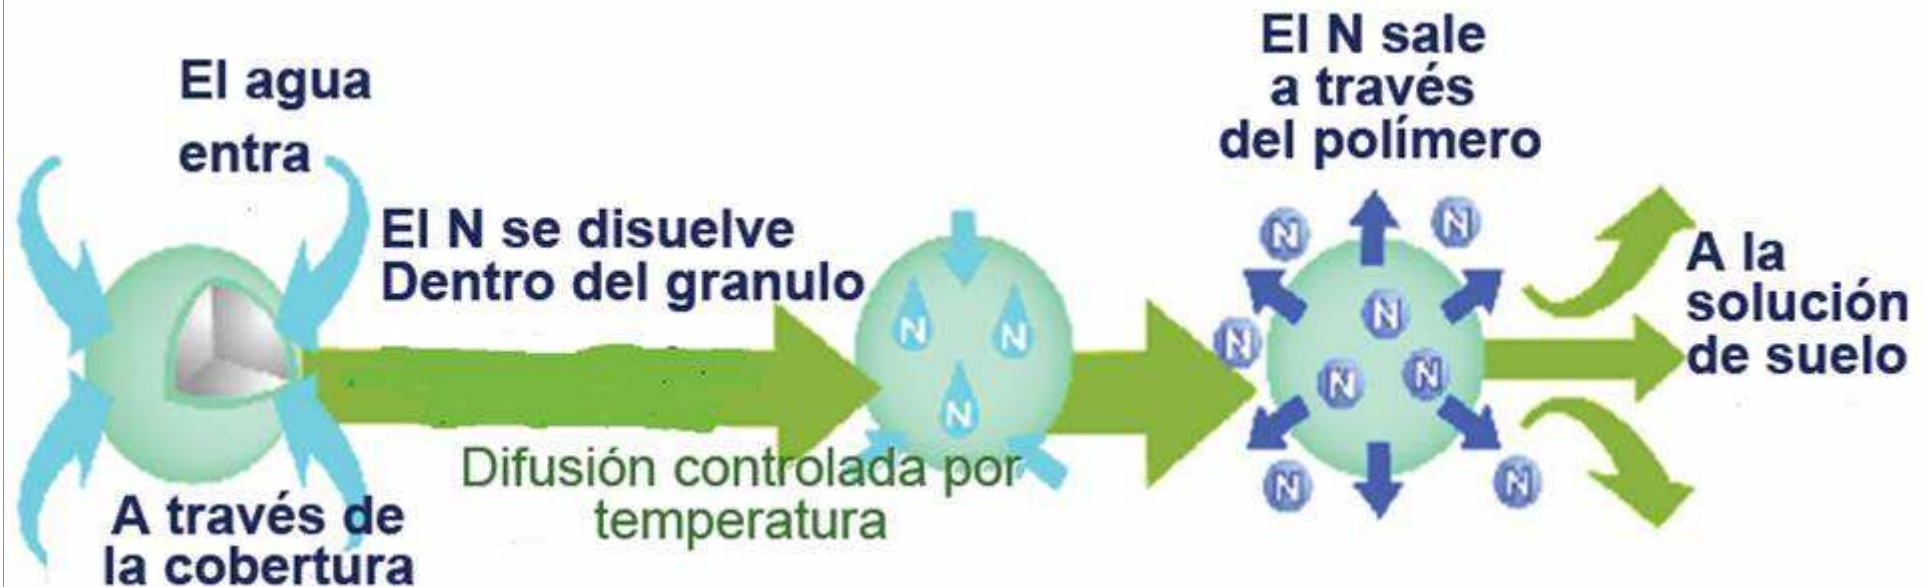 El agua
entra
A través de
la cobertura
El N se disuelve
Dentro del granulo
Difusión controlada por
temperatura
N
N
N
El N sale
a través
del polímero
N
N
N
N
N
N
N
N
A la
solución
de suelo